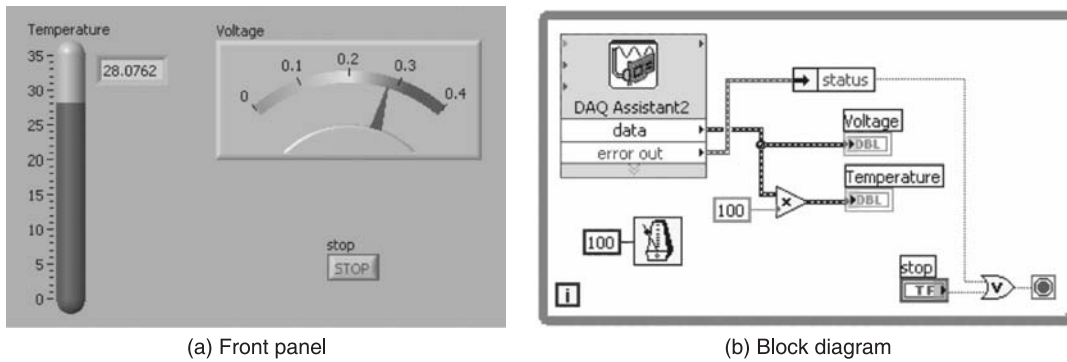 Temperature
28.0762
35
30
25
20
15
10
5
0
Voltage
0
0.1
0.2
0.3
0.4
stop
STOP
(a) Front panel
DAQ Assistant2
data
error out
status
Voltage
DBL
Temperature
DBL
100
×
100
i
stop
TF
V
(b) Block diagram